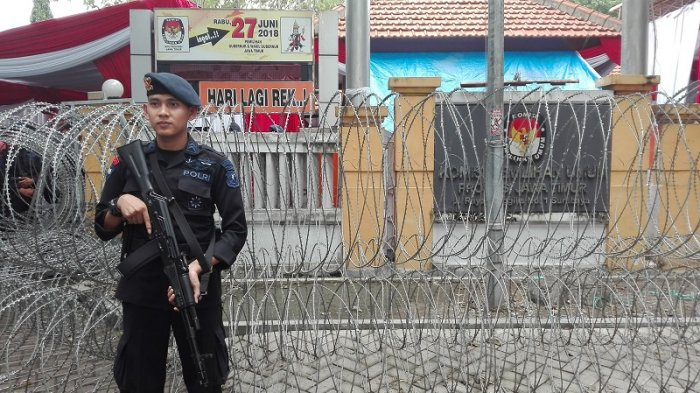 KPU
RABU, 27 JUNI 2018
PEMILIHAN
GUBERNUR & WAKIL GUBERNUR
JAWA TIMUR
HARI LAGI REK..!
POLRI
KOMISI PEMILIHAN UMUM
PROVINSI JAWA TIMUR